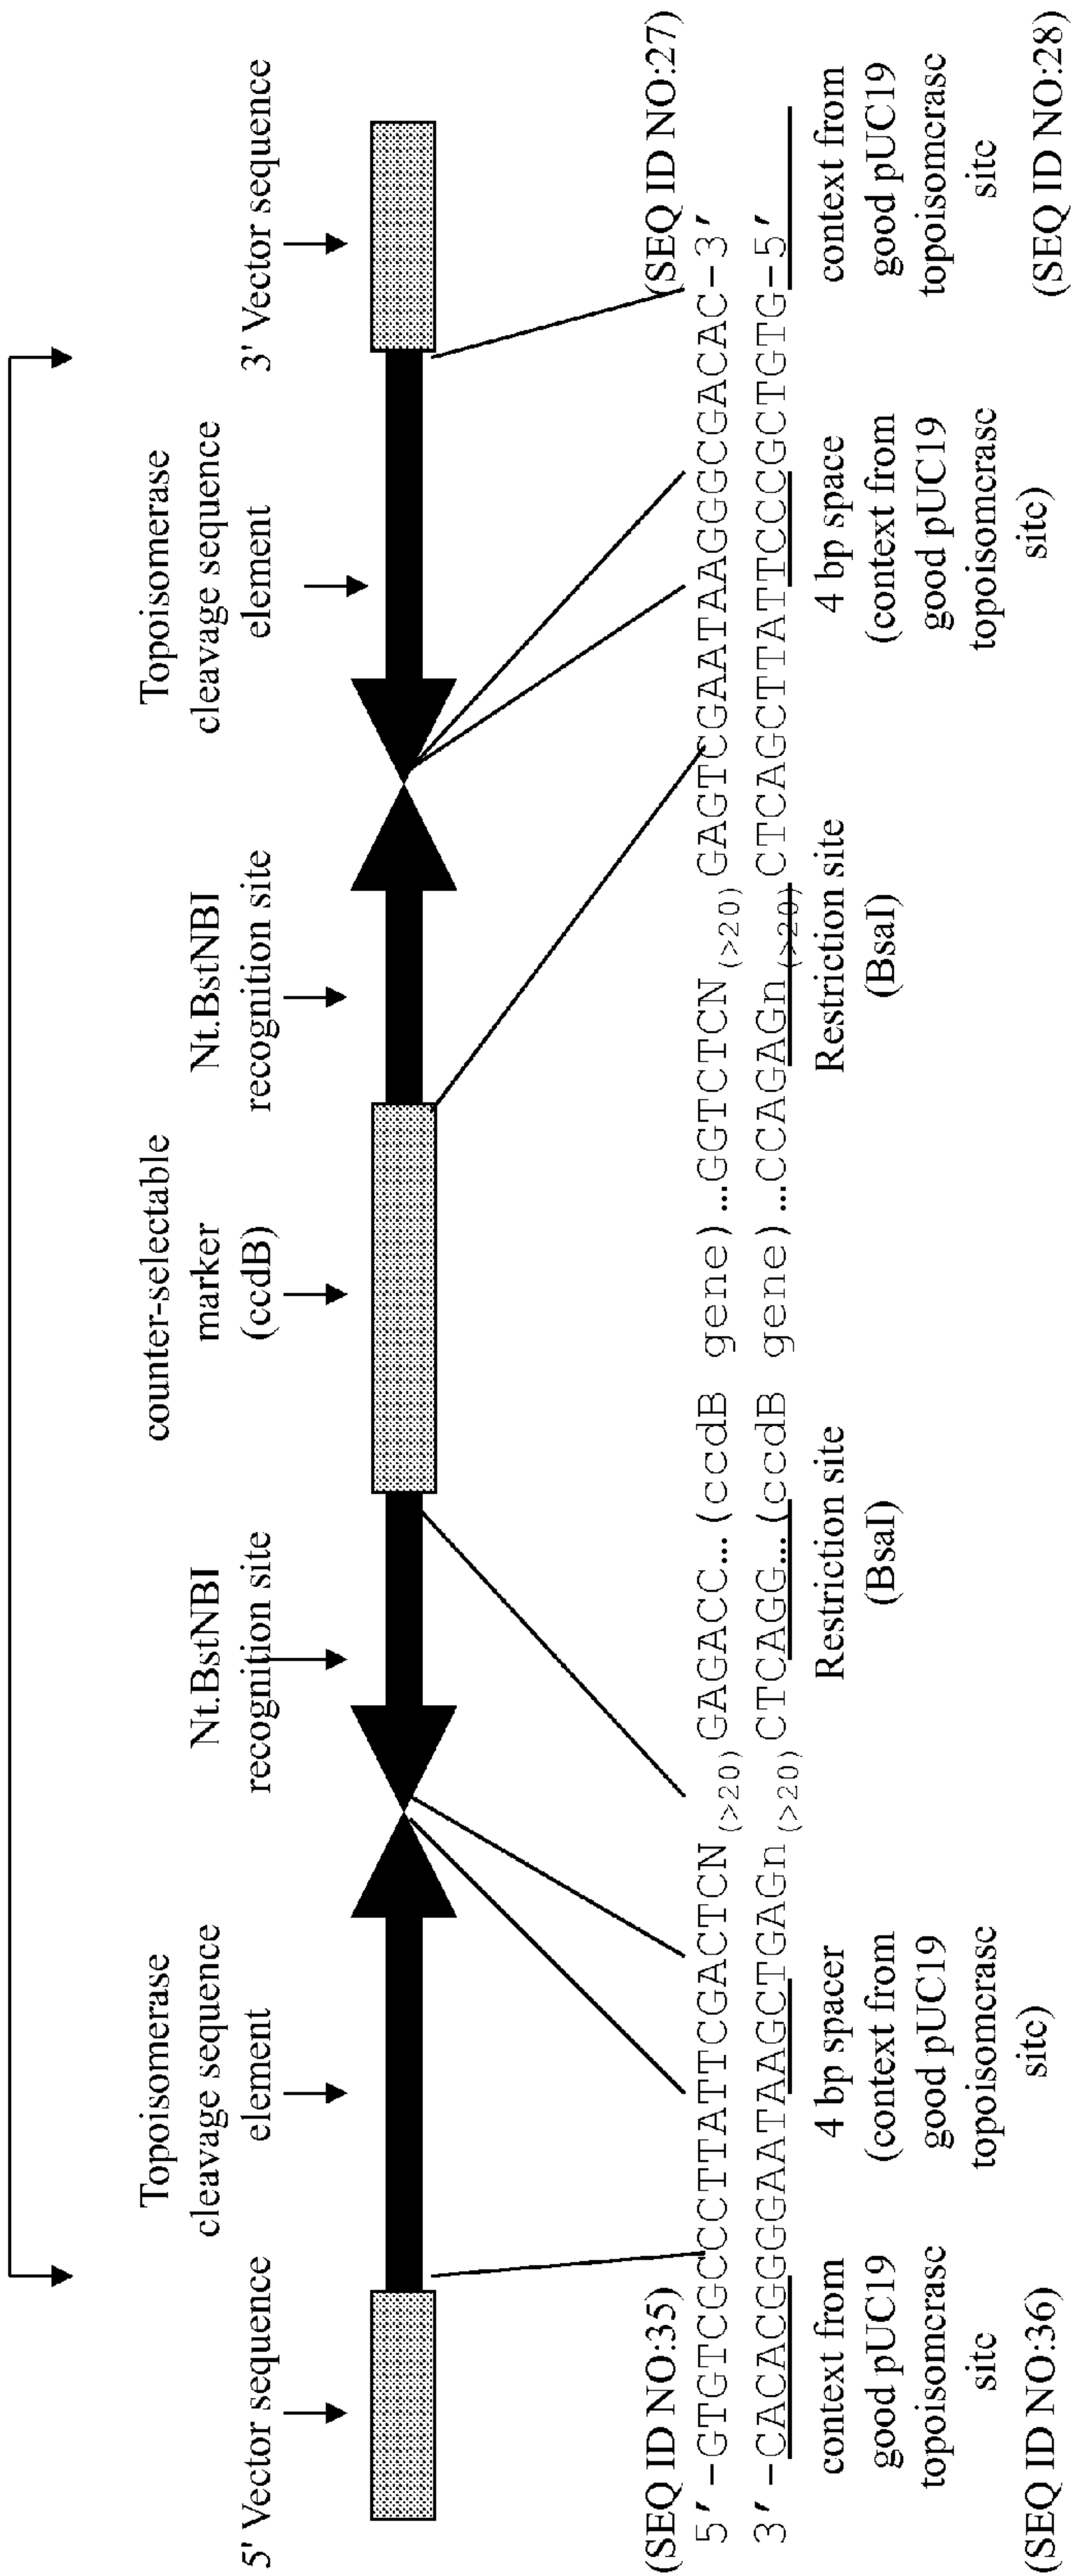 5' Vector sequence
Topoisomerase
cleavage sequence
element
Nt.BstNBI
recognition site
counter-selectable
marker
(ccdB)
Nt.BstNBI
recognition site
Topoisomerase
cleavage sequence
element
3' Vector sequence
(SEQ ID NO:35)
(SEQ ID NO:27)
5'-GTGTCGCCCTTATTCGACTCN(>20) GAGACC...(ccdB gene)...GGTCTCN(>20) GAGTCGAATAAGGGCGACAC-3'
3'-CACACGGGGAATAAGCTGAGn(>20) CTCAGG...(ccdB gene)...CCAGAGn(>20) CTCAGCTTATTCCCGCTGTG-5'
context from
good pUC19
topoisomerase
site
(SEQ ID NO:36)
4 bp spacer
(context from
good pUC19
topoisomerase
site)
Restriction site
(BsaI)
Restriction site
(BsaI)
4 bp space
(context from
good pUC19
topoisomerase
site)
context from
good pUC19
topoisomerase
site
(SEQ ID NO:28)